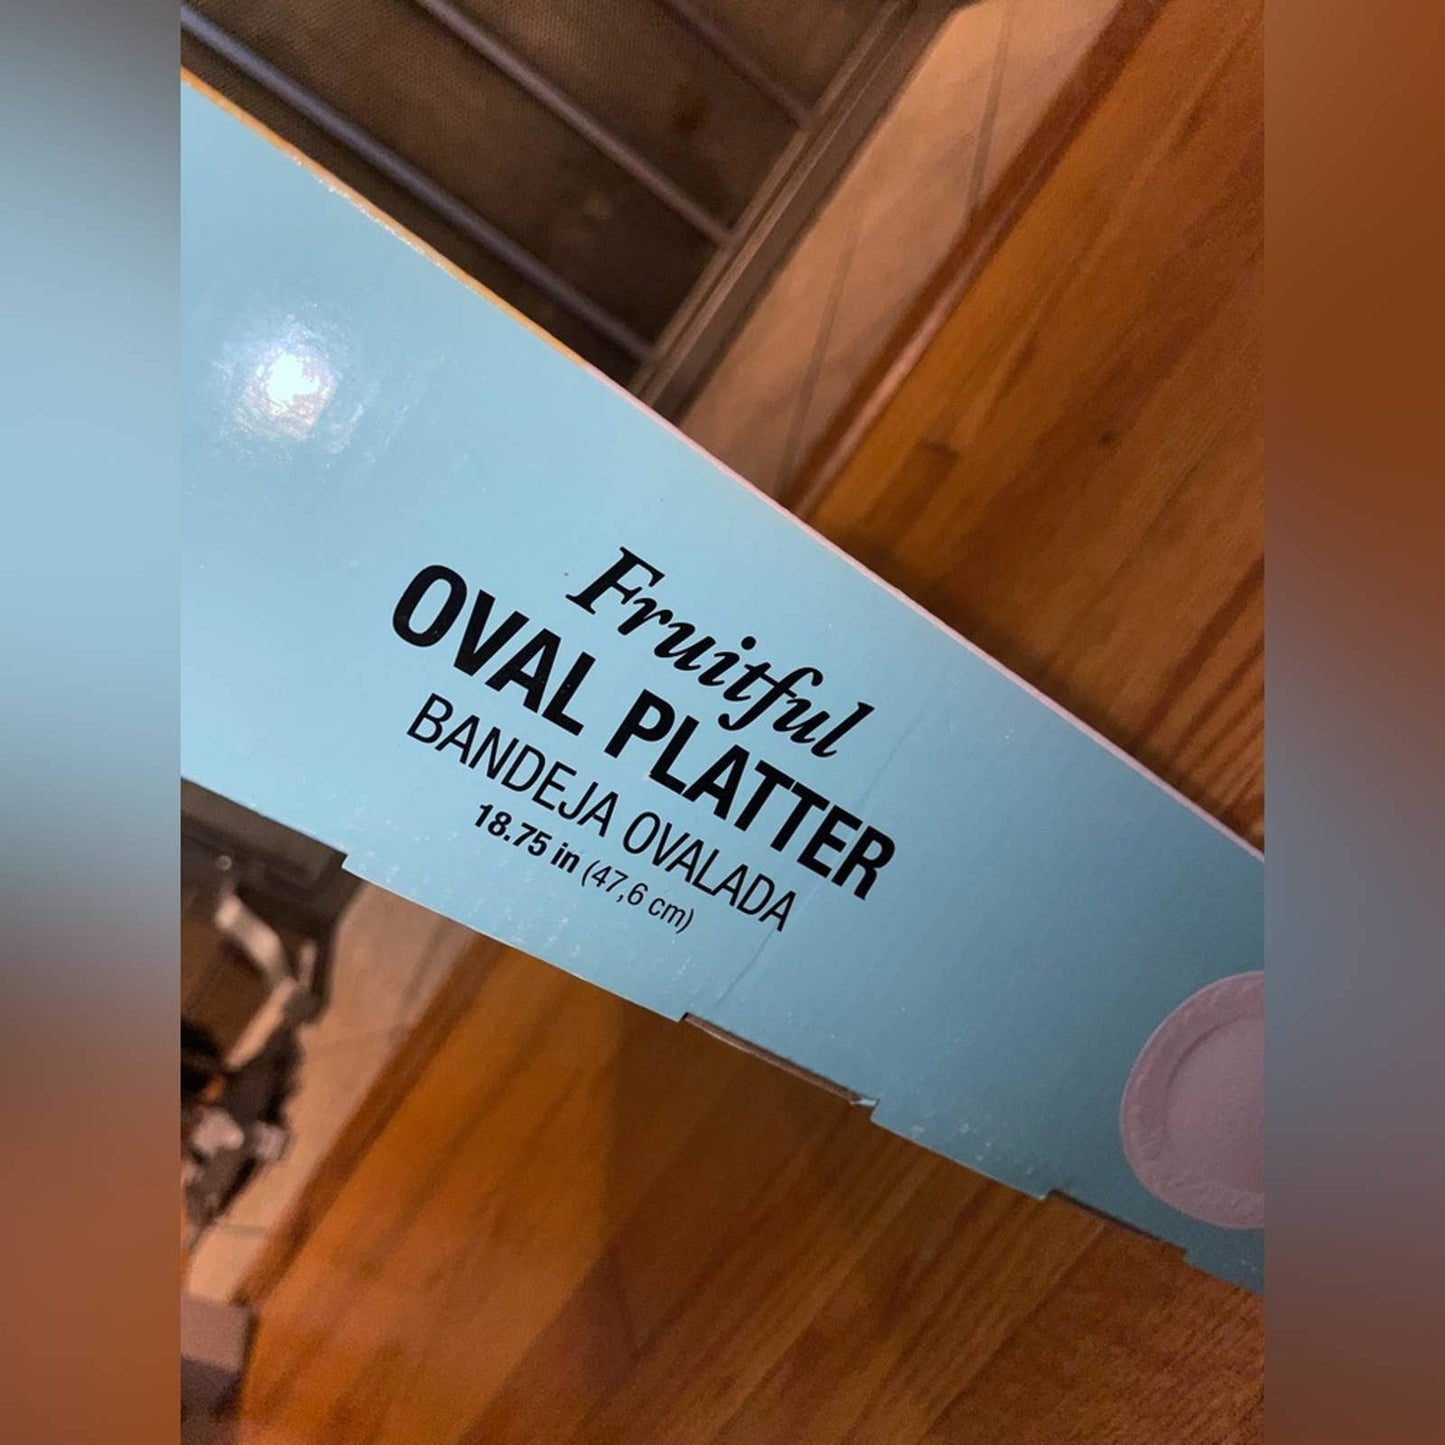 Fruitful
OVAL PLATTER
BANDEJA OVALADA
18.75 in (47,6 cm)